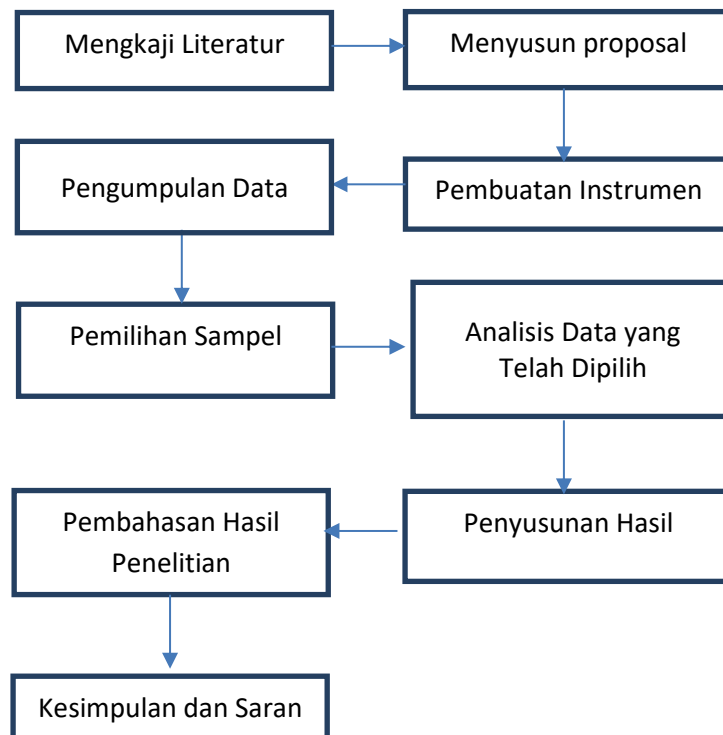 Mengkaji Literatur
Menyusun proposal
Pembuatan Instrumen
Pengumpulan Data
Pemilihan Sampel
Analisis Data yang
Telah Dipilih
Penyusunan Hasil
Pembahasan Hasil
Penelitian
Kesimpulan dan Saran